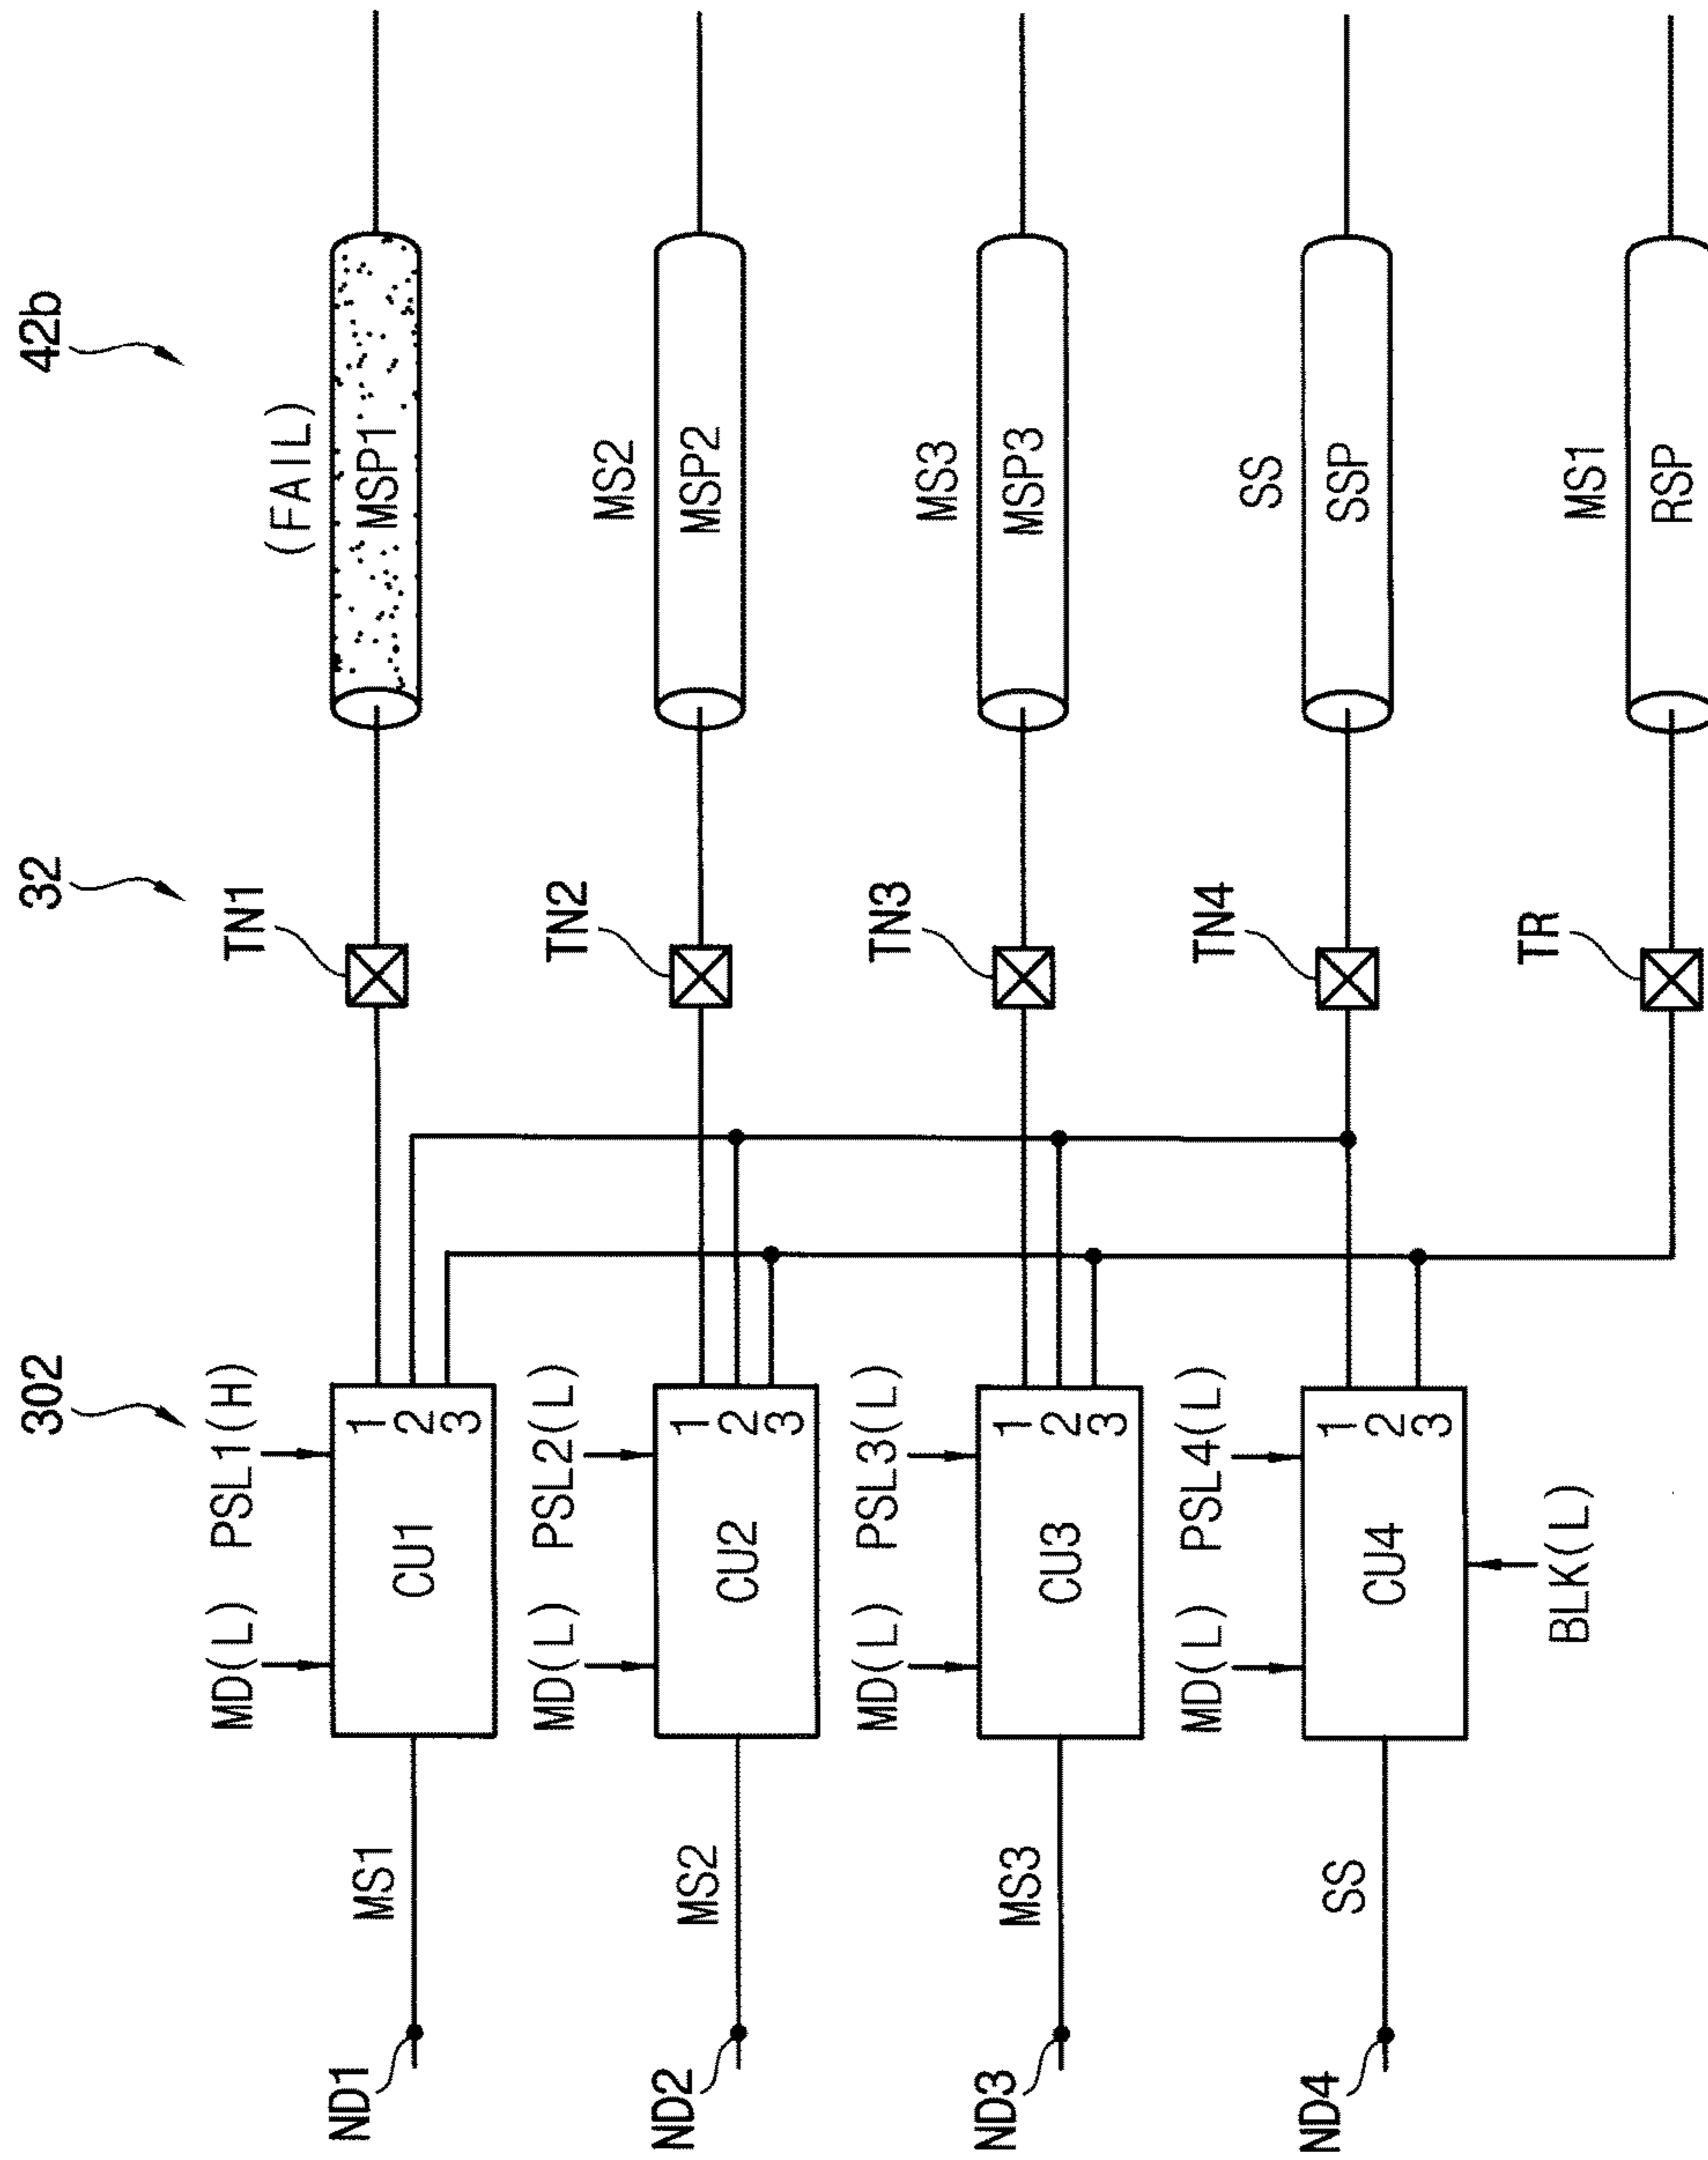 302
32
42b
MD(L)
PSL1(H)
ND1
MS1
CU1
1
2
3
TN1
(FAIL)
MSP1
MD(L)
PSL2(L)
ND2
MS2
CU2
1
2
3
TN2
MS2
MSP2
MD(L)
PSL3(L)
ND3
MS3
CU3
1
2
3
TN3
MS3
MSP3
MD(L)
PSL4(L)
ND4
SS
CU4
1
2
3
TN4
SS
SSP
BLK(L)
TR
MS1
RSP